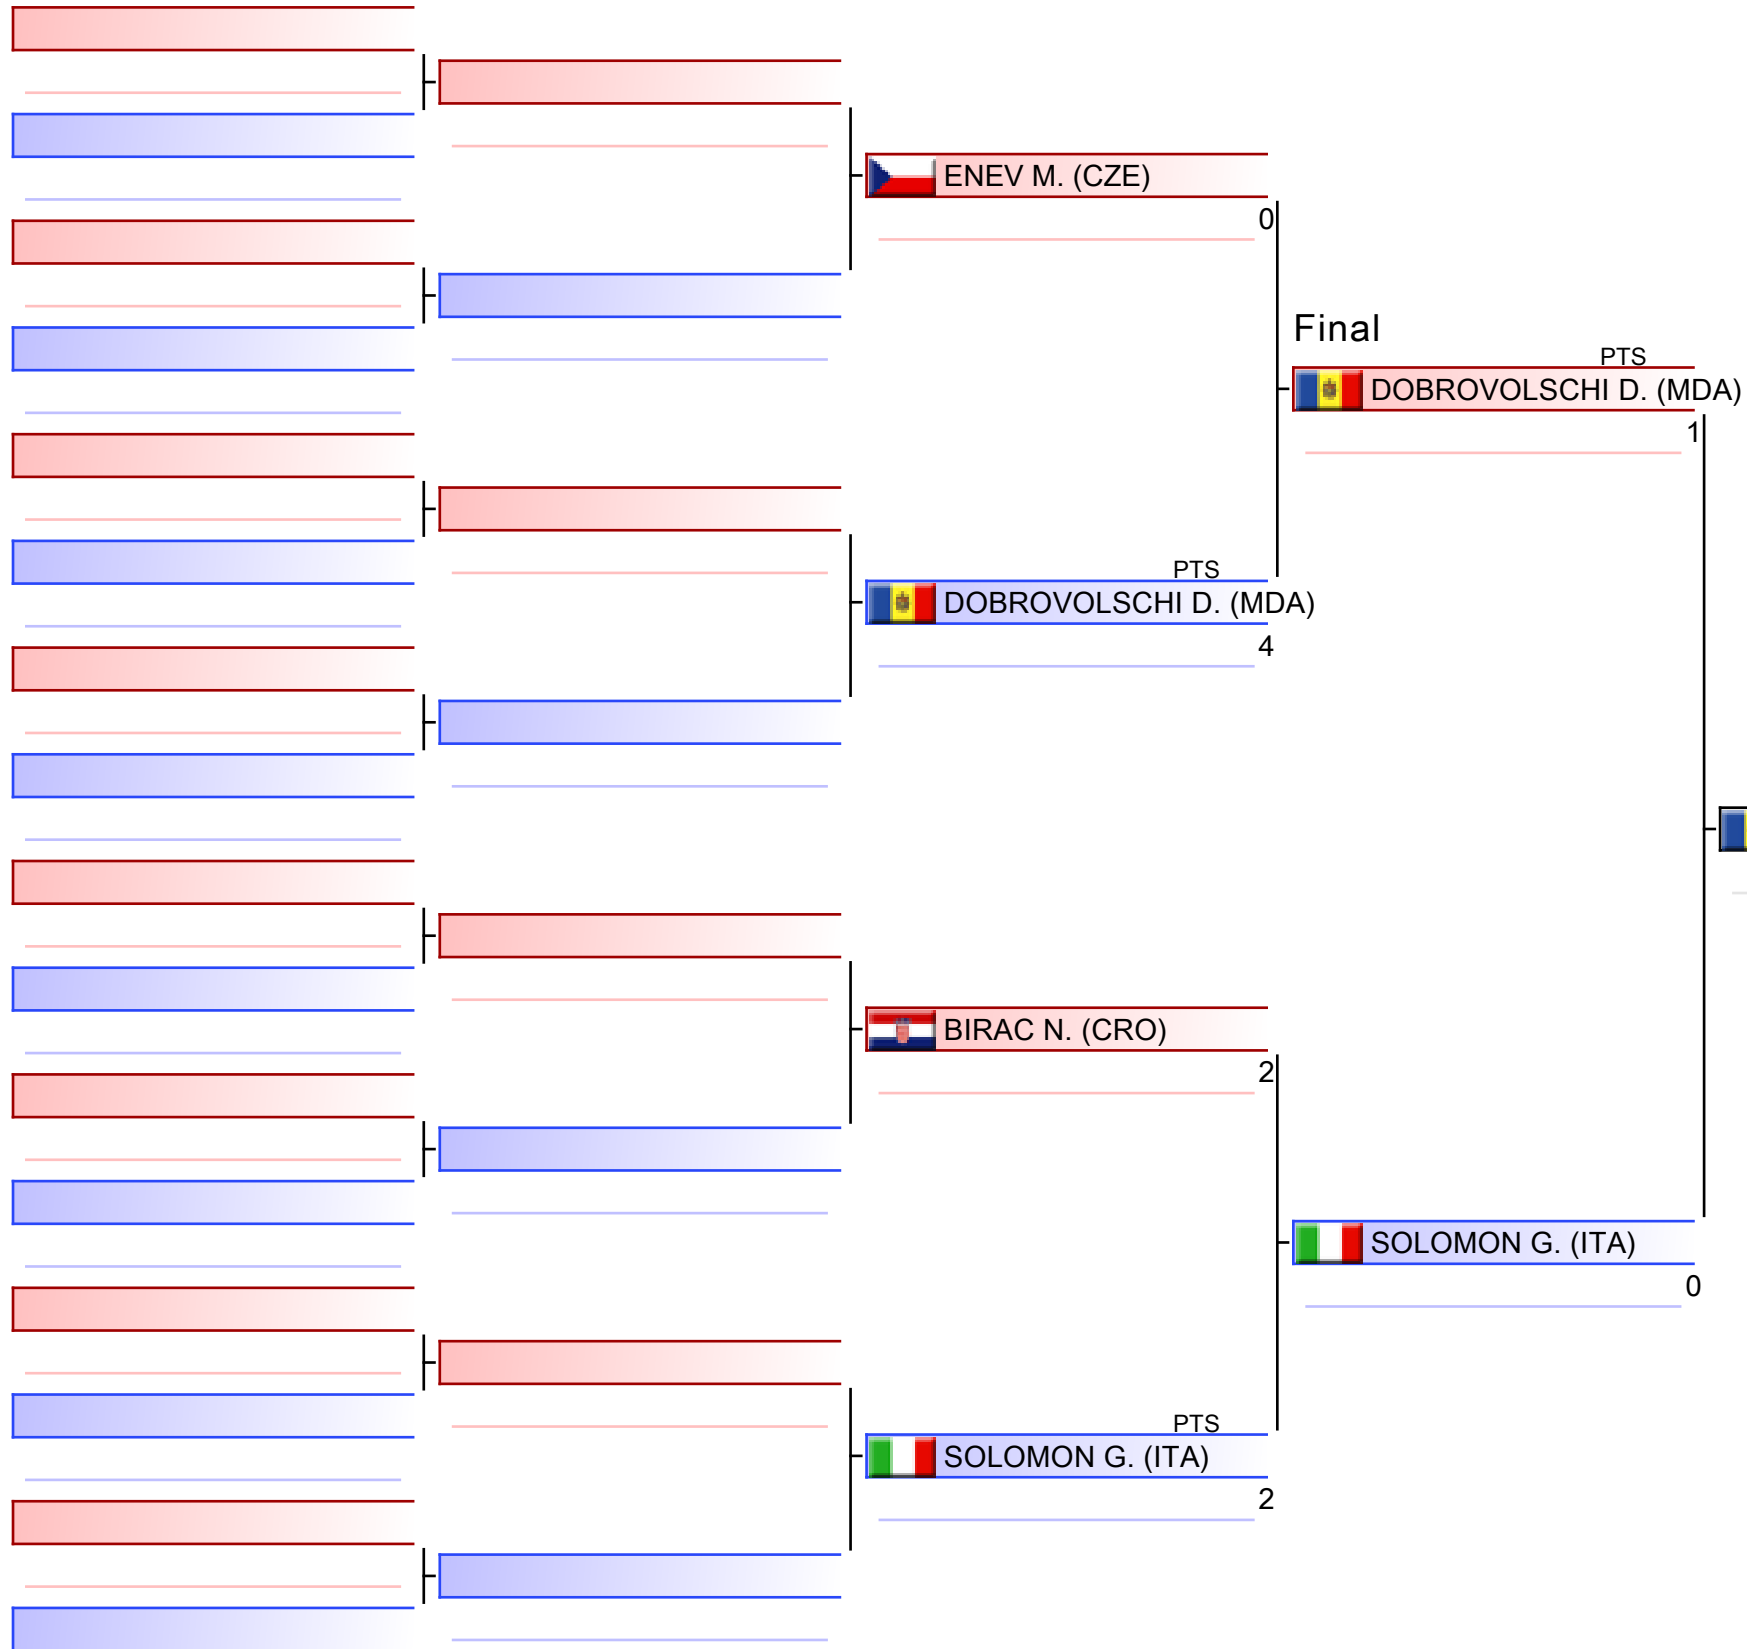 ENEV M. (CZE)
0
Final
PTS
DOBROVOLSCHI D. (MDA)
1
PTS
DOBROVOLSCHI D. (MDA)
4
BIRAC N. (CRO)
2
SOLOMON G. (ITA)
0
PTS
SOLOMON G. (ITA)
2